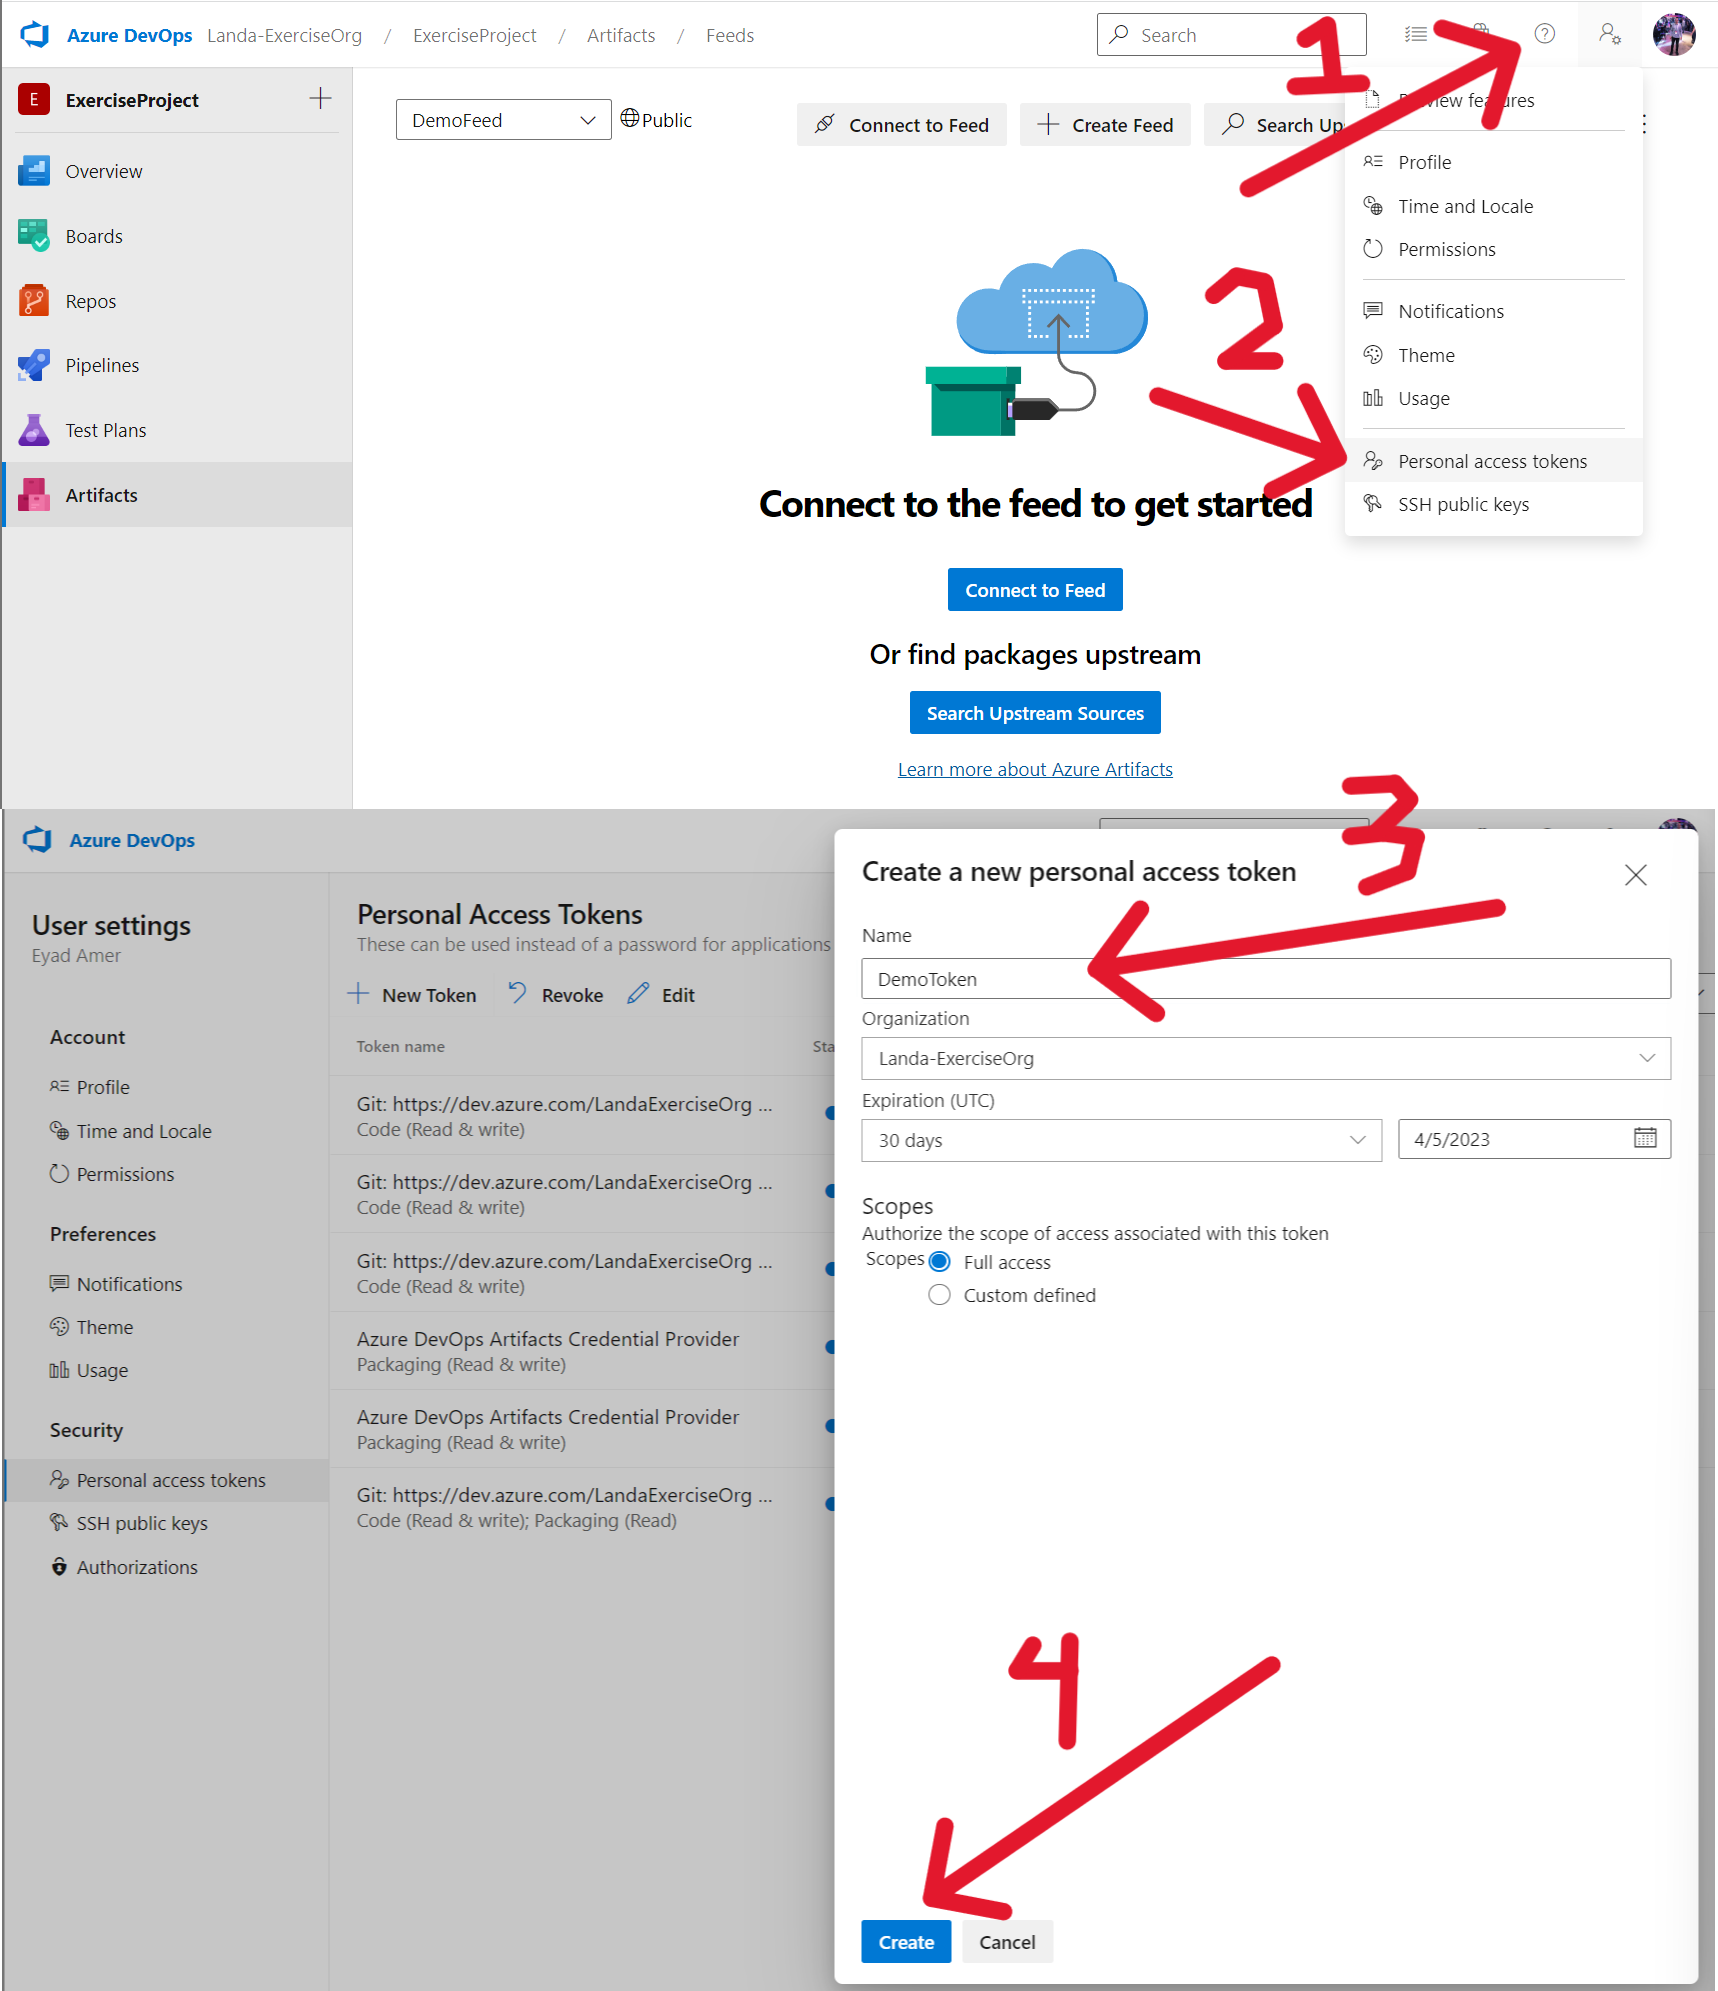 Azure DevOps Landa-ExerciseOrg / ExerciseProject / Artifacts / Feeds
Search
1
E ExerciseProject
Overview
Boards
Repos
Pipelines
Test Plans
Artifacts
DemoFeed
Public
Connect to Feed
Create Feed
Search Up
Preview features
Profile
Time and Locale
Permissions
Notifications
Theme
Usage
Personal access tokens
SSH public keys
2
Connect to the feed to get started
Connect to Feed
Or find packages upstream
Search Upstream Sources
Learn more about Azure Artifacts
Azure DevOps
User settings
Eyad Amer
Account
Profile
Time and Locale
Permissions
Preferences
Notifications
Theme
Usage
Security
Personal access tokens
SSH public keys
Authorizations
Personal Access Tokens
These can be used instead of a password for applications
New Token
Revoke
Edit
Token name
Sta
Git: https://dev.azure.com/LandaExerciseOrg ...
Code (Read & write)
Git: https://dev.azure.com/LandaExerciseOrg ...
Code (Read & write)
Git: https://dev.azure.com/LandaExerciseOrg ...
Code (Read & write)
Azure DevOps Artifacts Credential Provider
Packaging (Read & write)
Azure DevOps Artifacts Credential Provider
Packaging (Read & write)
Git: https://dev.azure.com/LandaExerciseOrg ...
Code (Read & write); Packaging (Read)
3
Create a new personal access token
Name
DemoToken
Organization
Landa-ExerciseOrg
Expiration (UTC)
30 days
4/5/2023
Scopes
Authorize the scope of access associated with this token
Scopes Full access
Custom defined
4
Create
Cancel